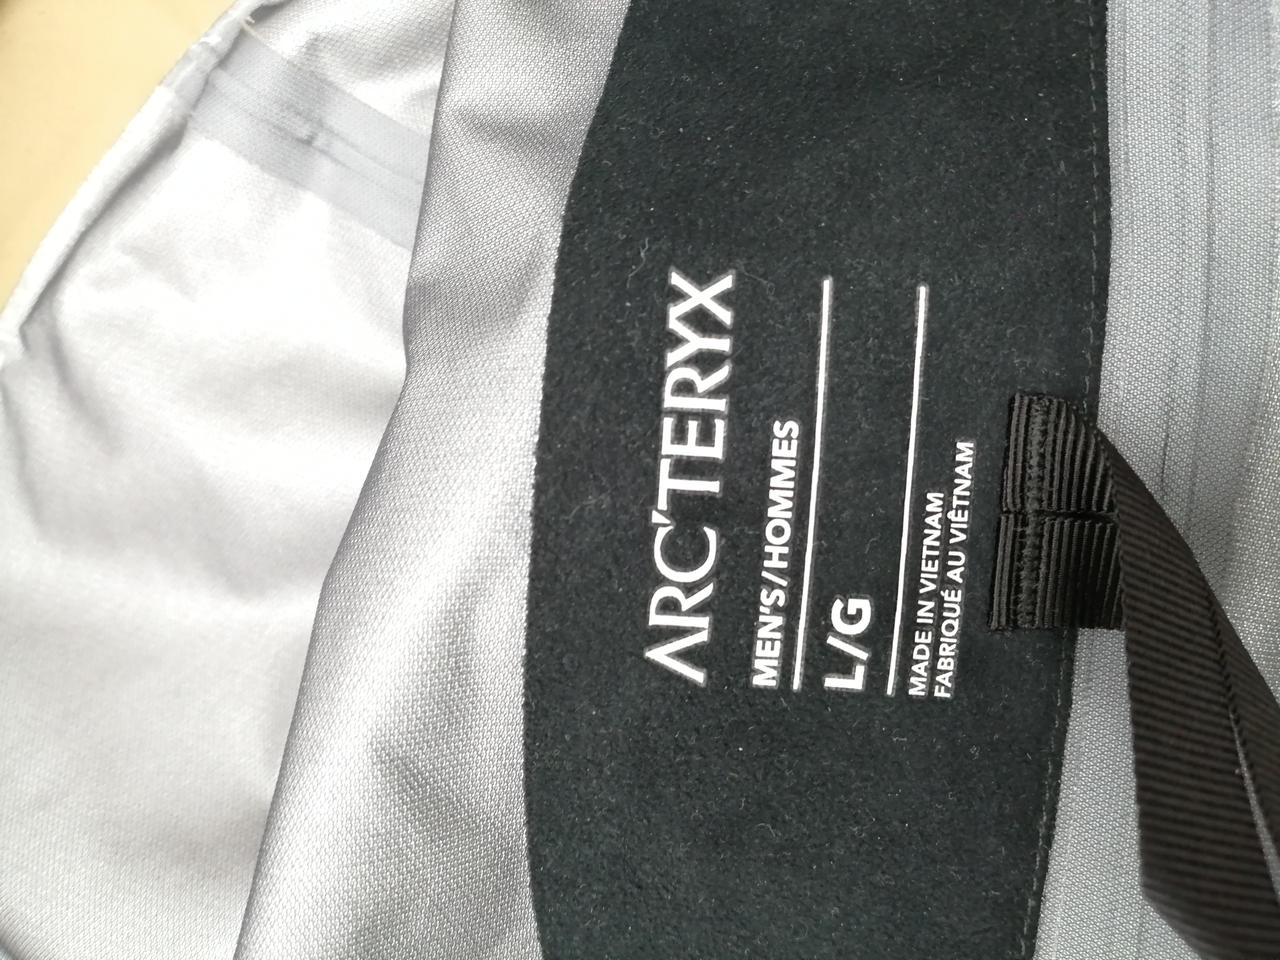 ARC'TERYX
MEN'S/HOMMES
L/G
MADE IN VIETNAM
FABRIQUÉ AU VIÊTNAM